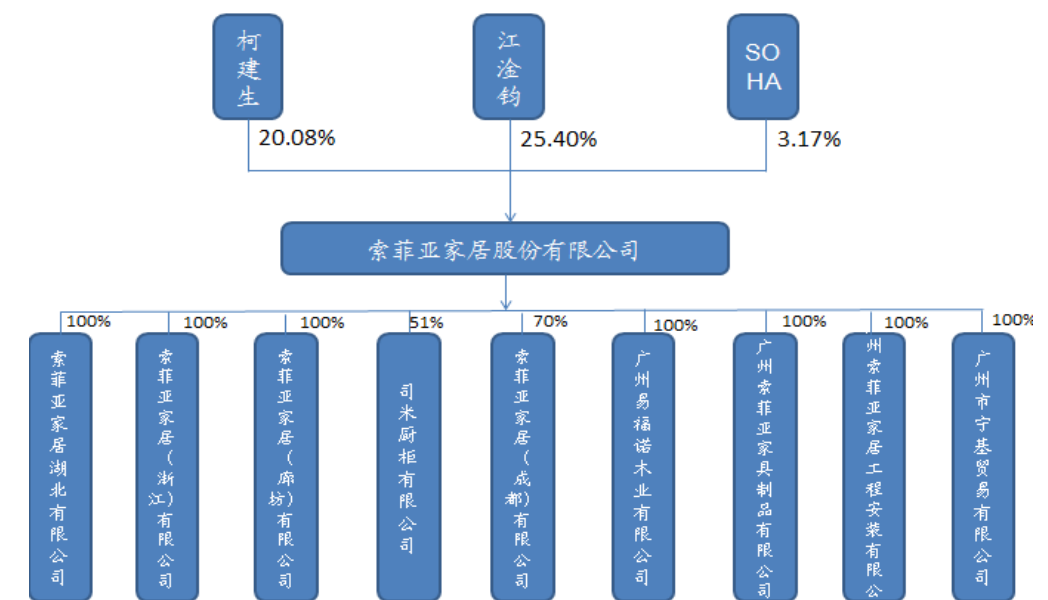 柯建生
江淦钧
SO
HA
20.08%
25.40%
3.17%
索菲亚家居股份有限公司
100%
100%
100%
51%
70%
100%
100%
100%
100%
索菲亚家居湖北有限公司
索菲亚家居(浙江)有限公司
索菲亚家居(廊坊)有限公司
司米厨柜有限公司
索菲亚家居(成都)有限公司
广州易福诺木业有限公司
广州索菲亚家具制品有限公司
州索菲亚家居工程安装有限公
广州市宁基贸易有限公司